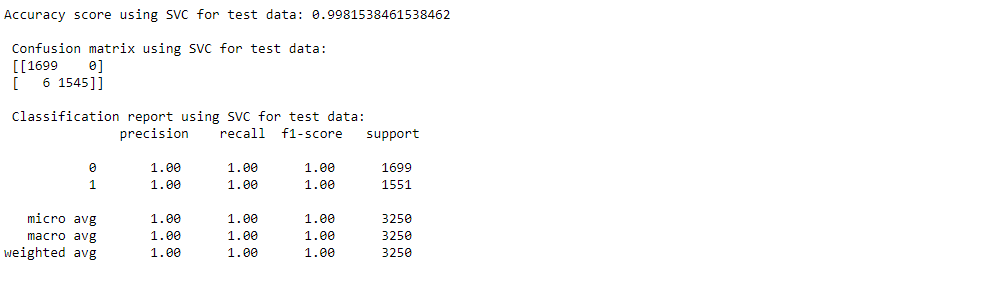 Accuracy score using SVC for test data: 0.9981538461538462
Confusion matrix using SVC for test data:
[[1699    0]
[   6 1545]]
Classification report using SVC for test data:
precision    recall  f1-score   support
0       1.00      1.00      1.00      1699
1       1.00      1.00      1.00      1551
micro avg       1.00      1.00      1.00      3250
macro avg       1.00      1.00      1.00      3250
weighted avg       1.00      1.00      1.00      3250